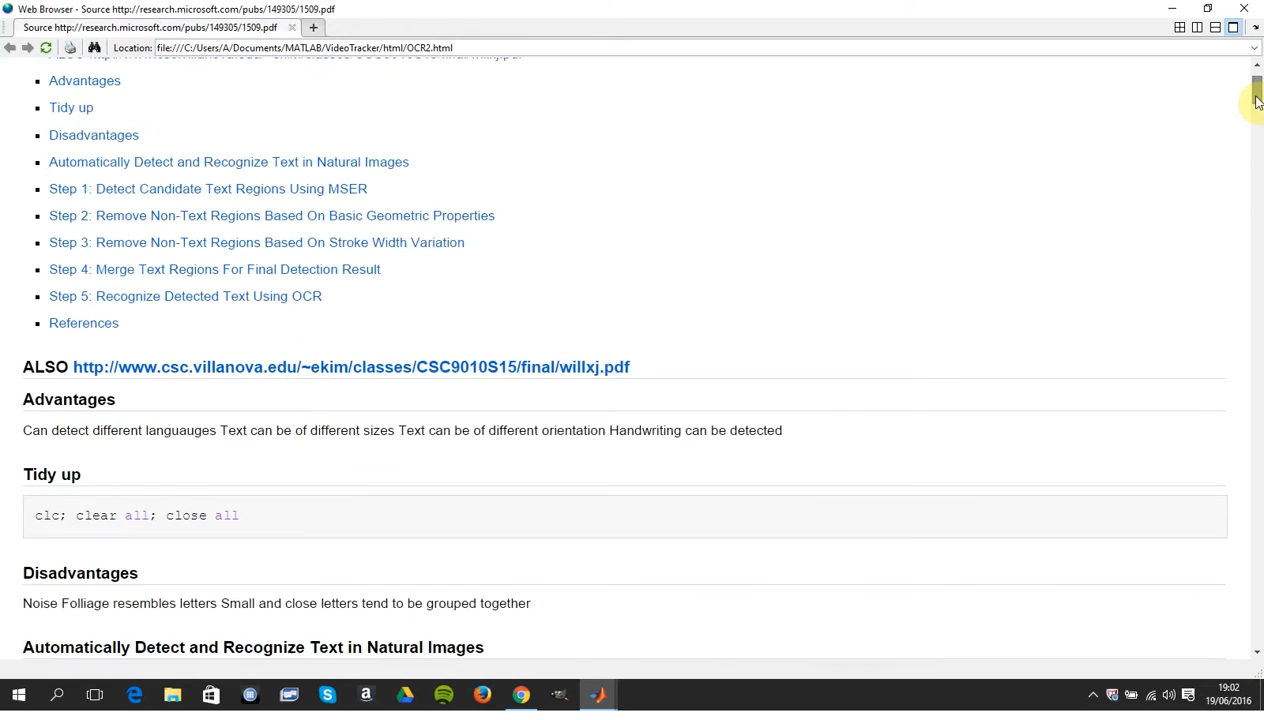 Web Browser - Source http://research.microsoft.com/pubs/149305/1509.pdf
Source http://research.microsoft.com/pubs/149305/1509.pdf
Location: file:///C:/Users/A/Documents/MATLAB/VideoTracker/html/OCR2.html
Advantages
Tidy up
Disadvantages
Automatically Detect and Recognize Text in Natural Images
Step 1: Detect Candidate Text Regions Using MSER
Step 2: Remove Non-Text Regions Based On Basic Geometric Properties
Step 3: Remove Non-Text Regions Based On Stroke Width Variation
Step 4: Merge Text Regions For Final Detection Result
Step 5: Recognize Detected Text Using OCR
References
ALSO http://www.csc.villanova.edu/~ekim/classes/CSC9010S15/final/willxj.pdf
Advantages
Can detect different languauges Text can be of different sizes Text can be of different orientation Handwriting can be detected
Tidy up
clc; clear all; close all
Disadvantages
Noise Folliage resembles letters Small and close letters tend to be grouped together
Automatically Detect and Recognize Text in Natural Images
19:02
19/06/2016